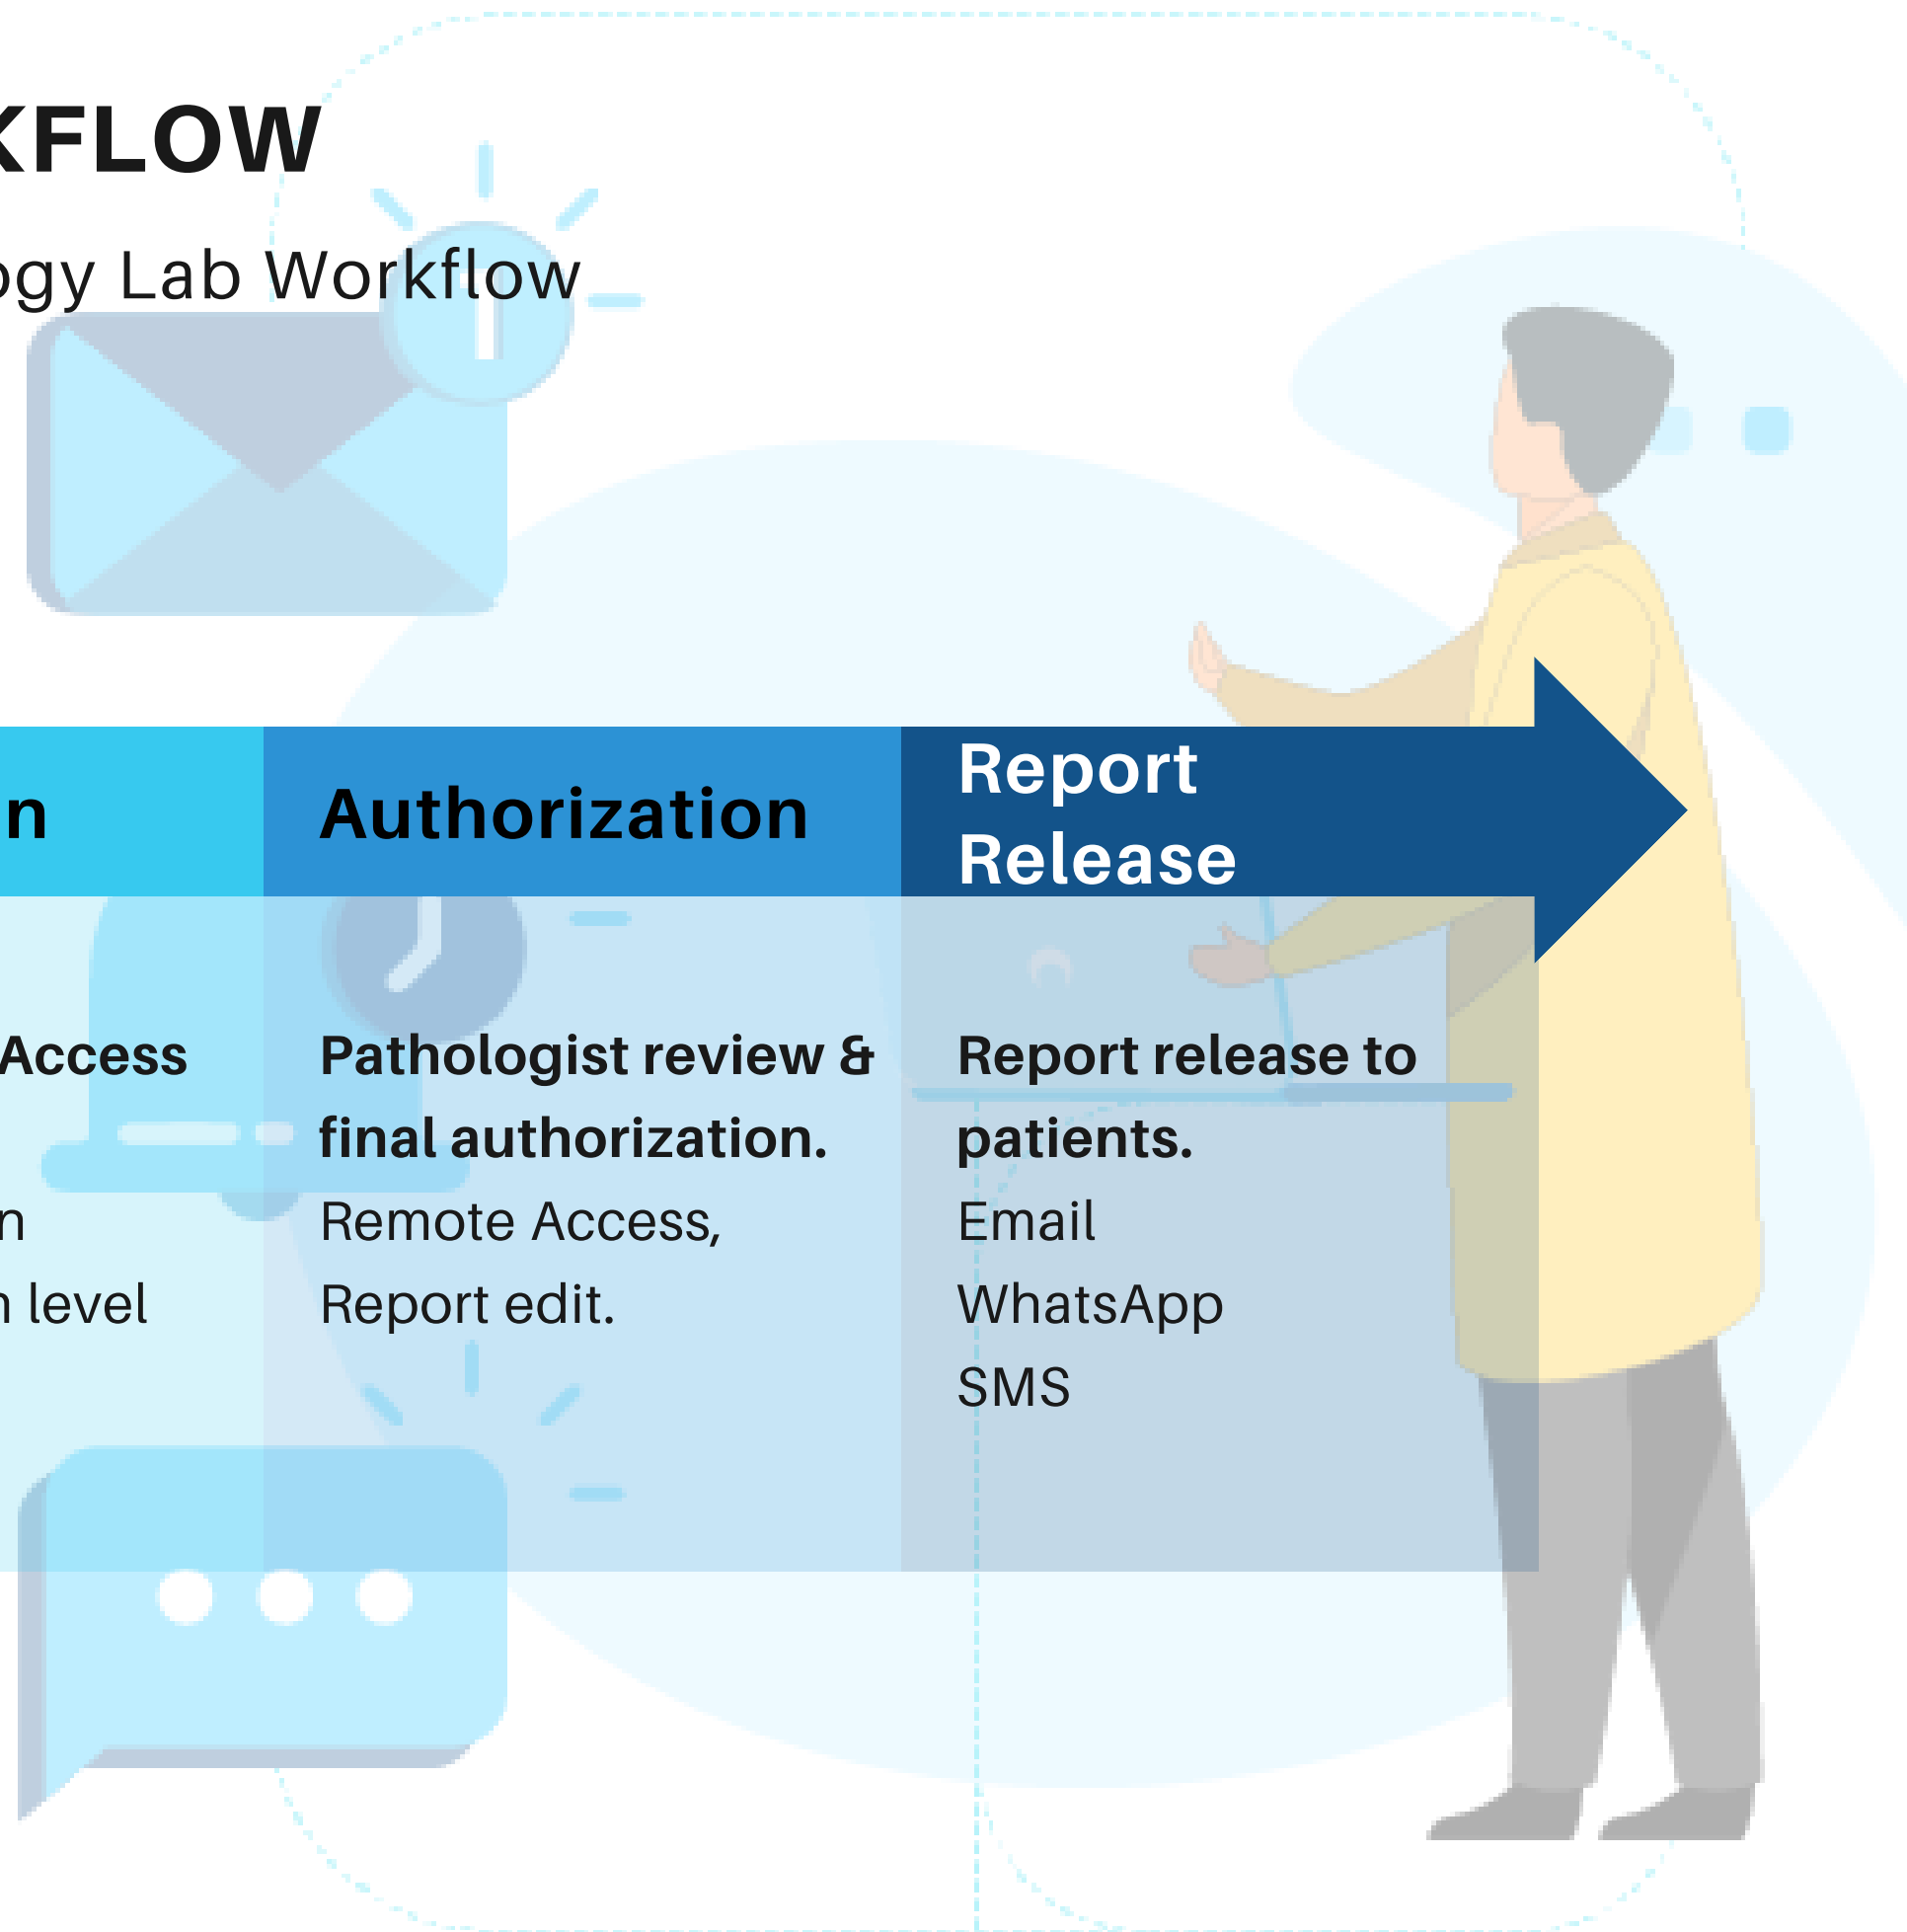 KFLOW
ogy Lab Workflow
n
Authorization
Report
Release
Access
n
n level
Pathologist review &
final authorization.
Remote Access,
Report edit.
Report release to
patients.
Email
WhatsApp
SMS